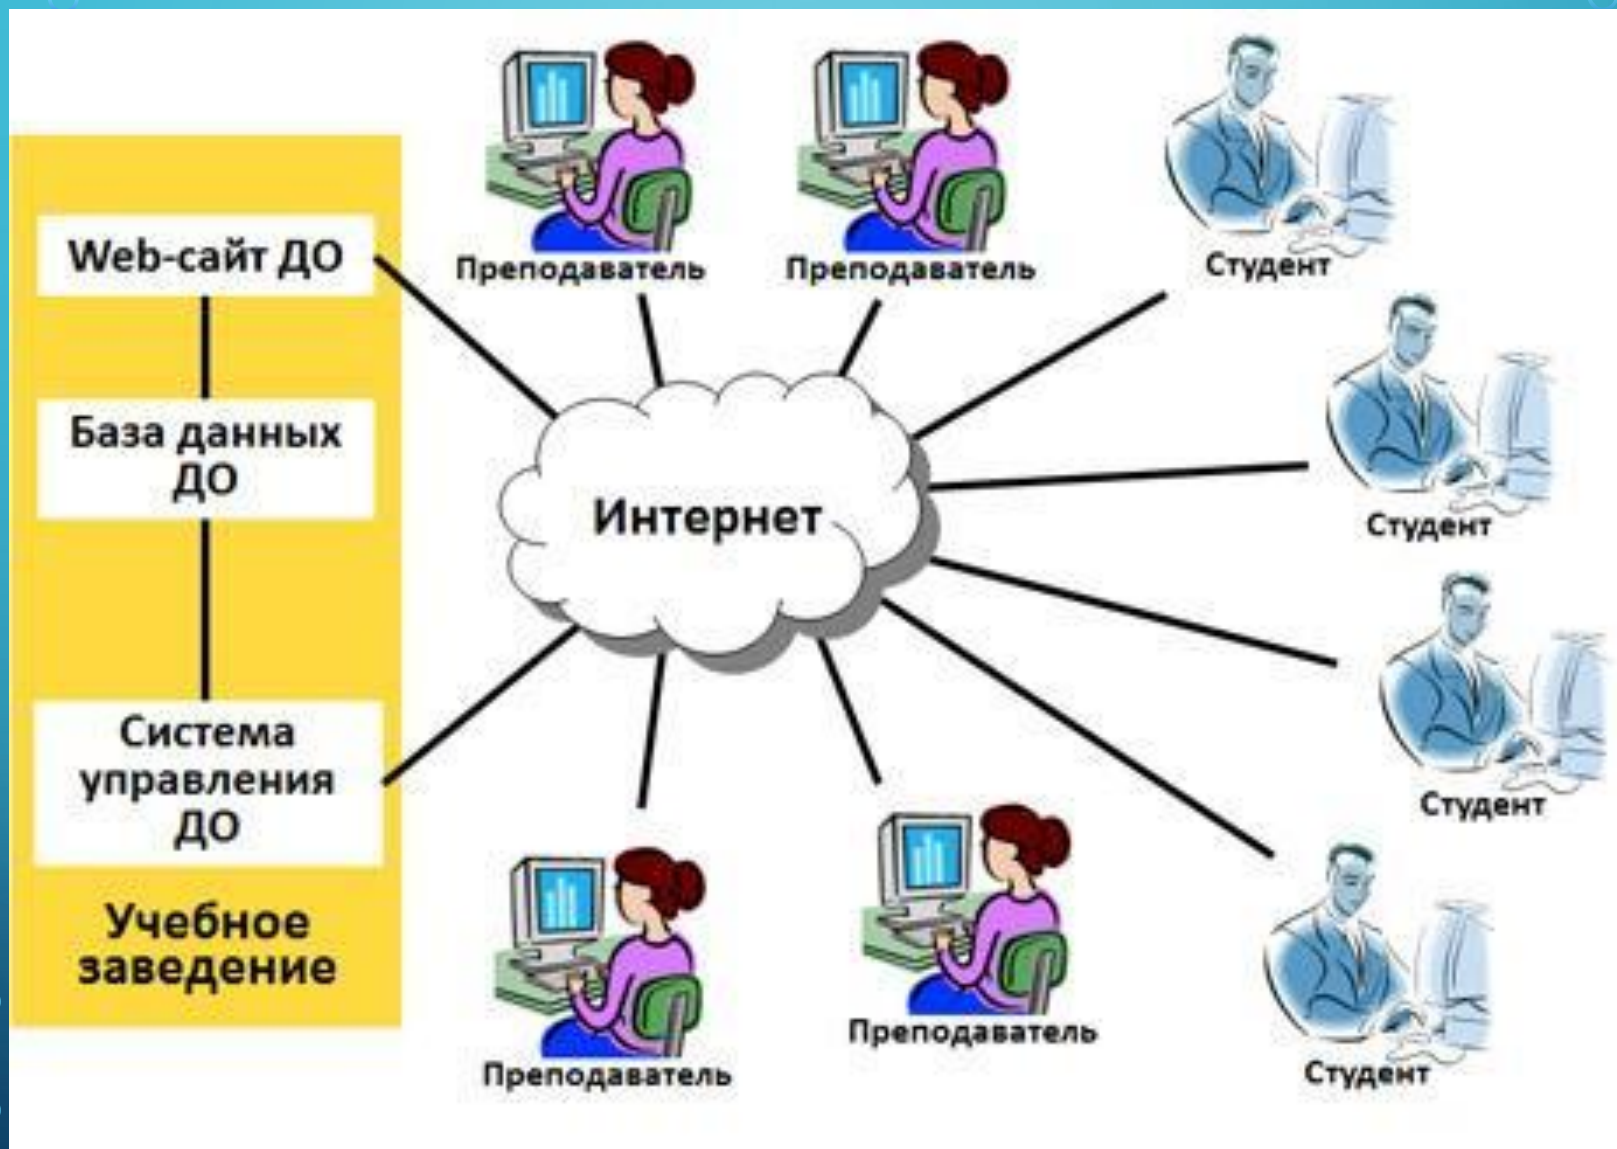 Web-сайт ДО
База данных
ДО
Система
управления
ДО
Учебное
заведение
Преподаватель
Преподаватель
Студент
Студент
Интернет
Студент
Преподаватель
Преподаватель
Студент